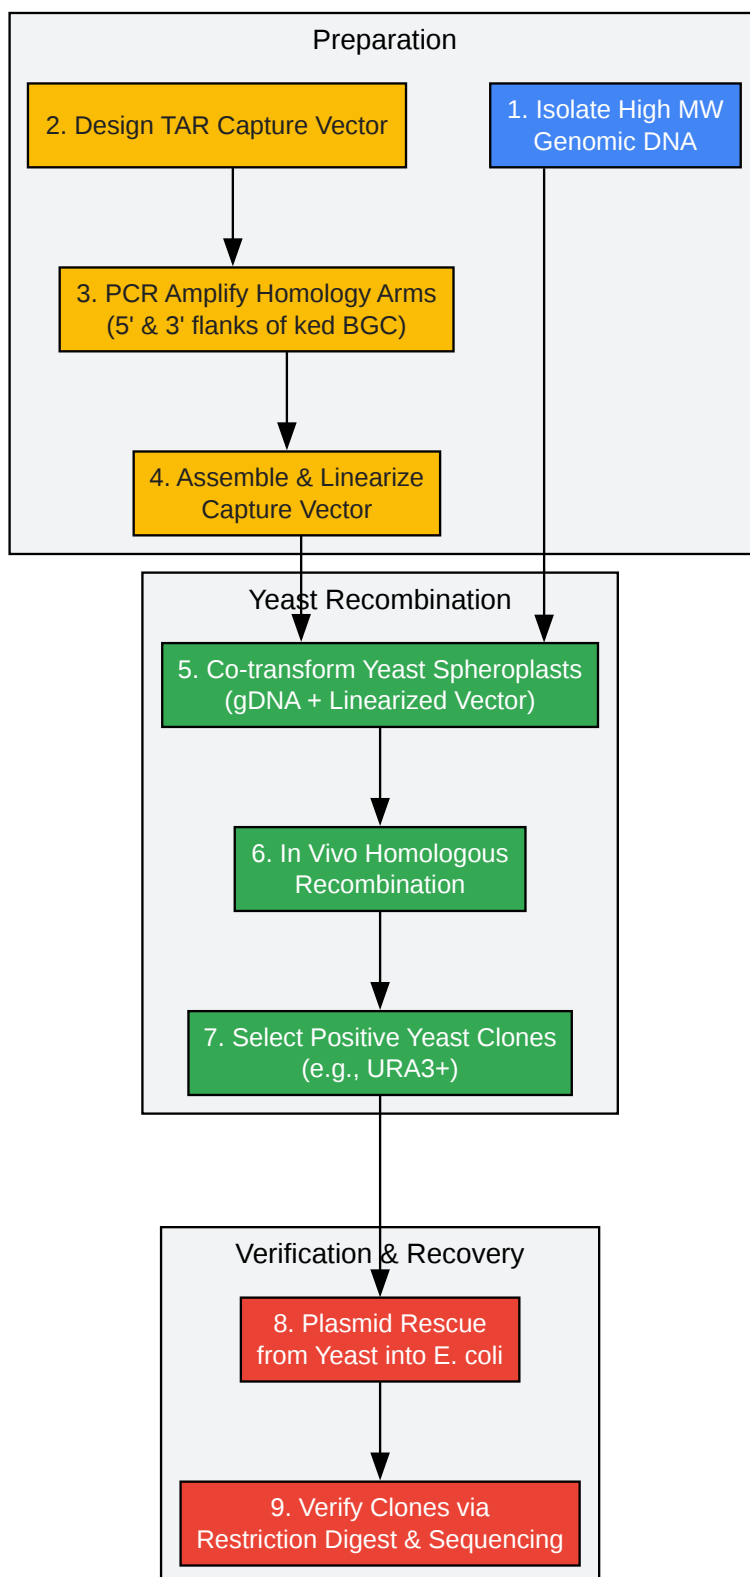 Preparation
2. Design TAR Capture Vector
1. Isolate High MW
Genomic DNA
3. PCR Amplify Homology Arms
(5' & 3' flanks of ked BGC)
4. Assemble & Linearize
Capture Vector
Yeast Recombination
5. Co-transform Yeast Spheroplasts
(gDNA + Linearized Vector)
6. In Vivo Homologous
Recombination
7. Select Positive Yeast Clones
(e.g., URA3+)
Verification & Recovery
8. Plasmid Rescue
from Yeast into E. coli
9. Verify Clones via
Restriction Digest & Sequencing